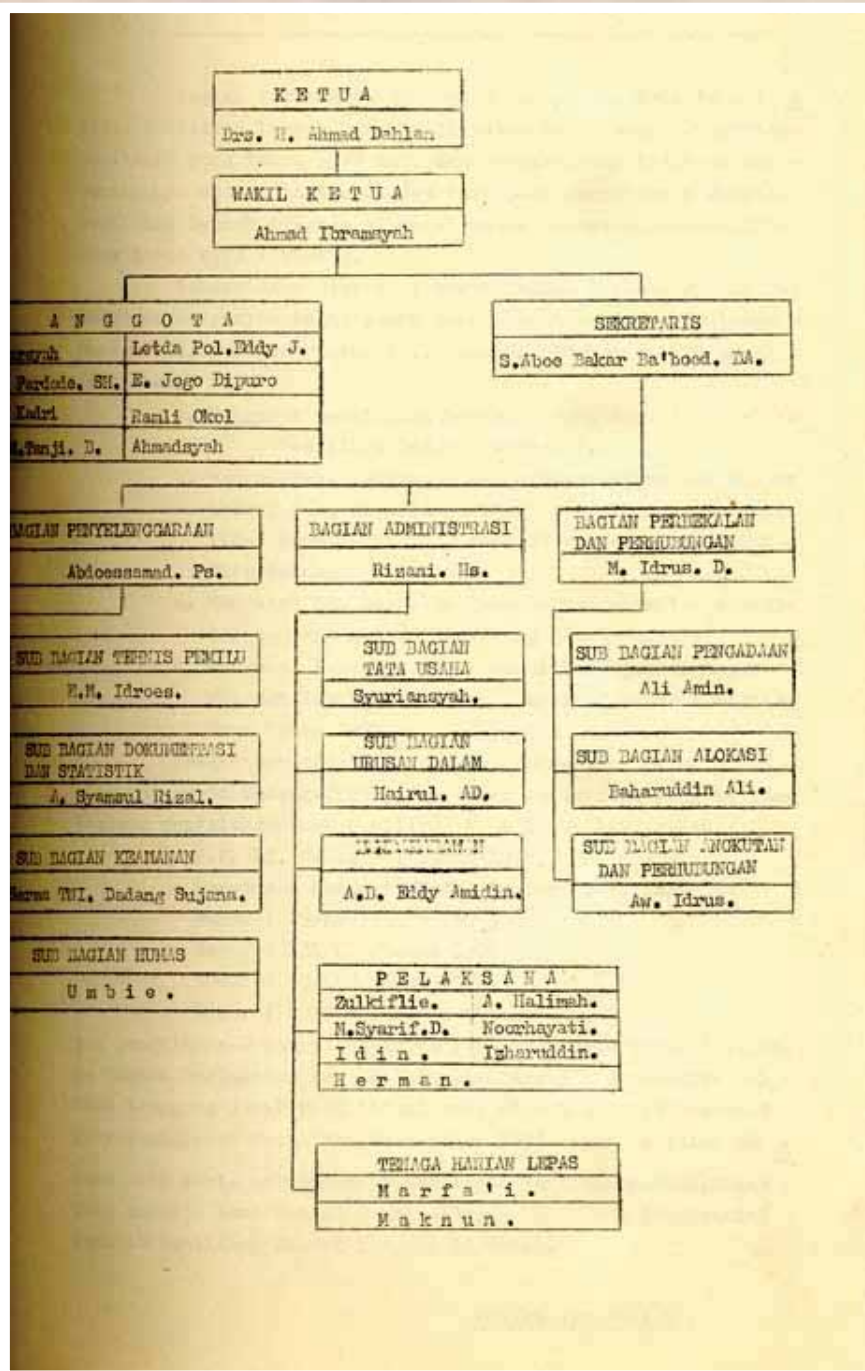 K E T U A
Drs. H. Ahmad Dahlan
WAKIL K E T U A
Ahmad Ibramsyah
A N G G O T A
Letda Pol.Eddy J.
Pardede. SH. E. Jogo Dipuro
Kadri Ramli Okol
M.Tanji. D. Ahmadsyah
SEKRETARIS
S.Aboe Bakar Ba'bood. BA.
BAGIAN PENYELENGGARAAN
Abdoessamad. Ps.
BAGIAN ADMINISTRASI
Rizani. Hs.
BAGIAN PERBEKALAN
DAN PERHUBUNGAN
M. Idrus. D.
SUB BAGIAN TEHNIS PEMILU
E.M. Idroes.
SUB BAGIAN DOKUMENTASI
DAN STATISTIK
A. Syamsul Rizal.
SUB BAGIAN KEAMANAN
Serma TNI. Dadang Sujana.
SUB BAGIAN HUMAS
U m b i e .
SUB BAGIAN
TATA USAHA
Syuriansyah.
SUB BAGIAN
URUSAN DALAM
Hairul. AD.
A.D. Eddy Amidin.
P E L A K S A N A
Zulkiflie. A. Halimah.
M.Syarif.D. Noorhayati.
I d i n . Izharuddin.
H e r m a n .
TENAGA HARIAN LEPAS
M a r f a ' i .
M a k n u n .
SUB BAGIAN PENGADAAN
Ali Amin.
SUB BAGIAN ALOKASI
Baharuddin Ali.
SUB BAGIAN ANGKUTAN
DAN PERHUBUNGAN
Aw. Idrus.